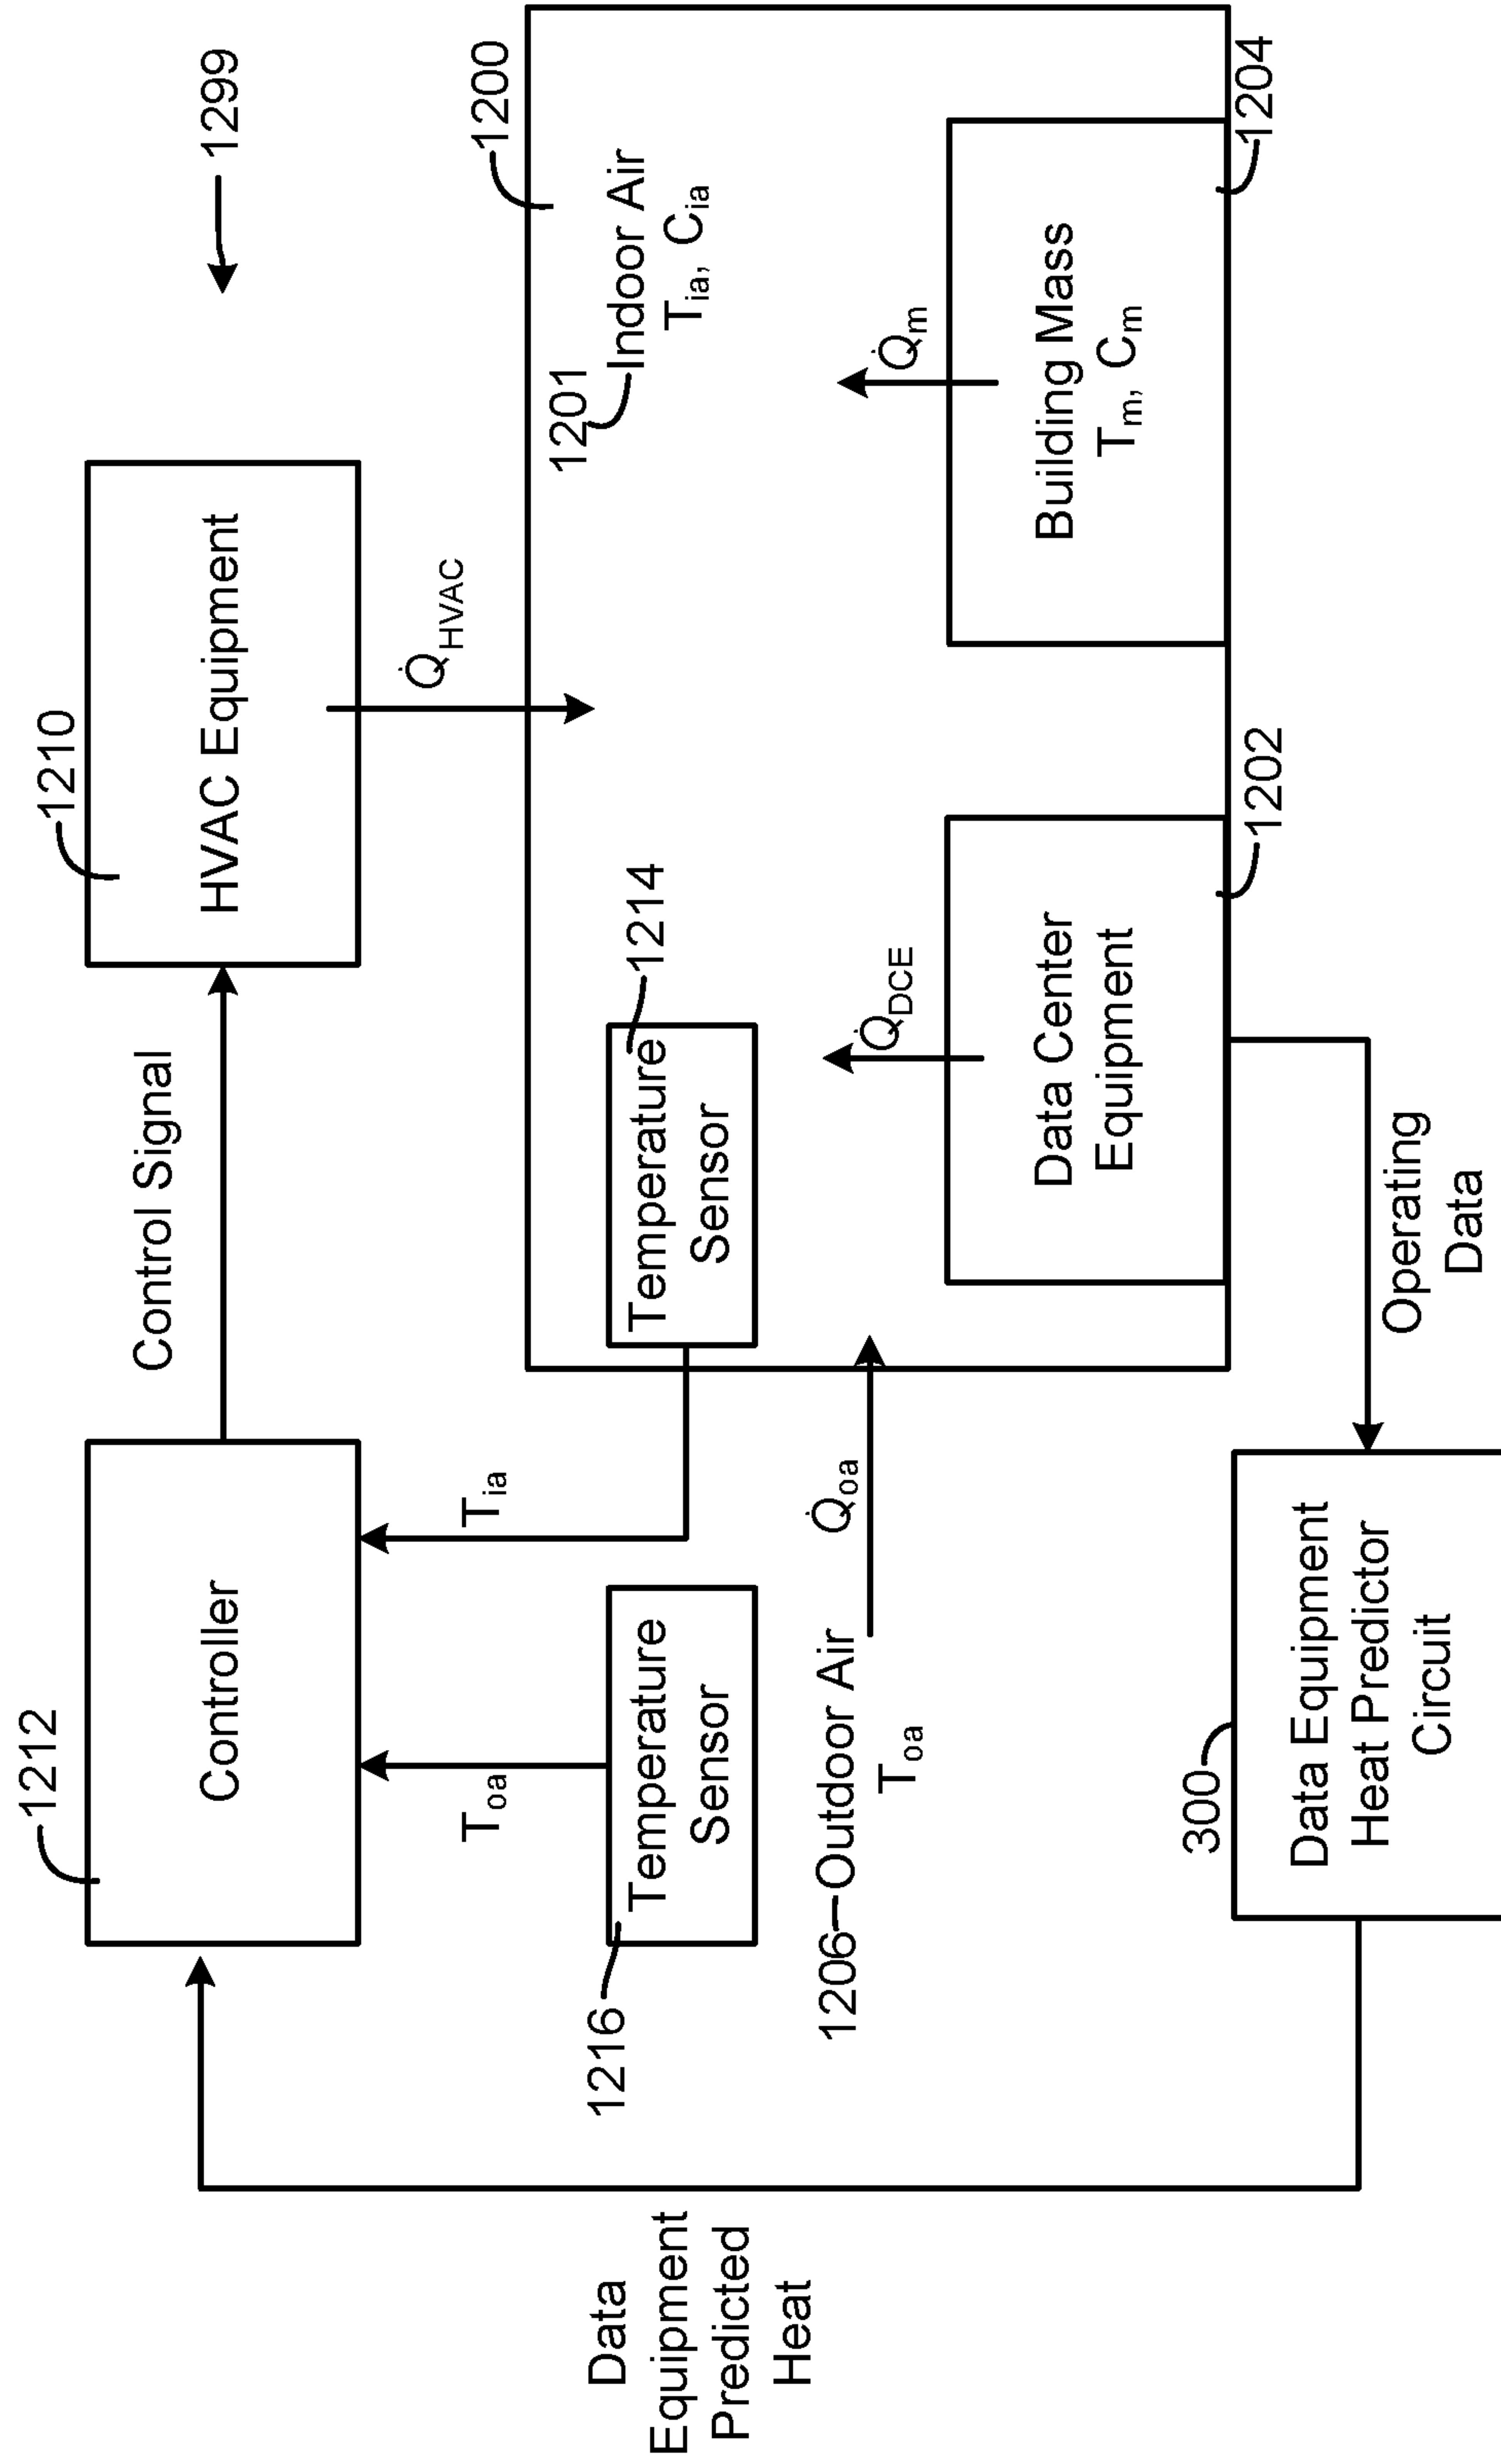 1299
1212
Controller
Control Signal
1210
HVAC Equipment
Q̇HVAC
Toa
Tia
1216
Temperature
Sensor
Temperature
Sensor
1214
1201
Indoor Air
Tia, Cia
1200
1206
Outdoor Air
Toa
Q̇oa
Q̇DCE
Data Center
Equipment
1202
Q̇m
Building Mass
Tm, Cm
1204
Data
Equipment
Predicted
Heat
300
Data Equipment
Heat Predictor
Circuit
Operating
Data